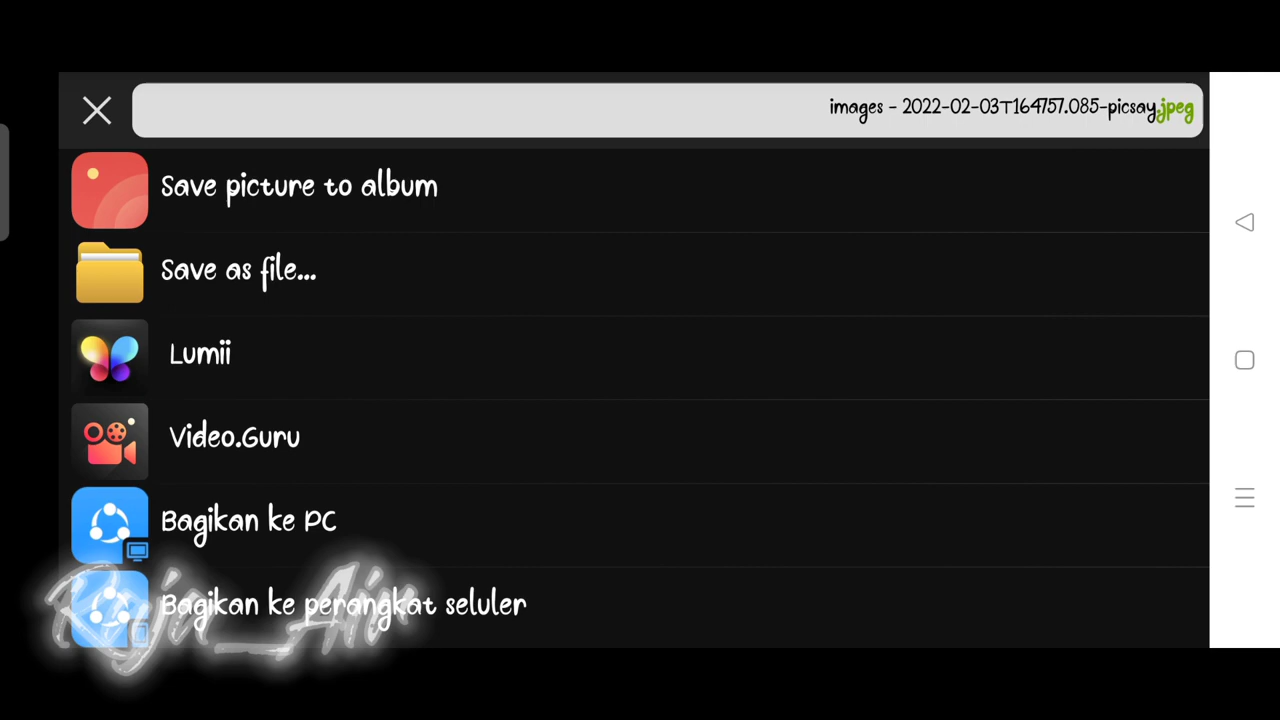 images - 2022-02-03T164757.085-picsay.jpeg
Save picture to album
Save as file...
Lumii
Video.Guru
Bagikan ke PC
Bagikan ke perangkat seluler
Raja_Air